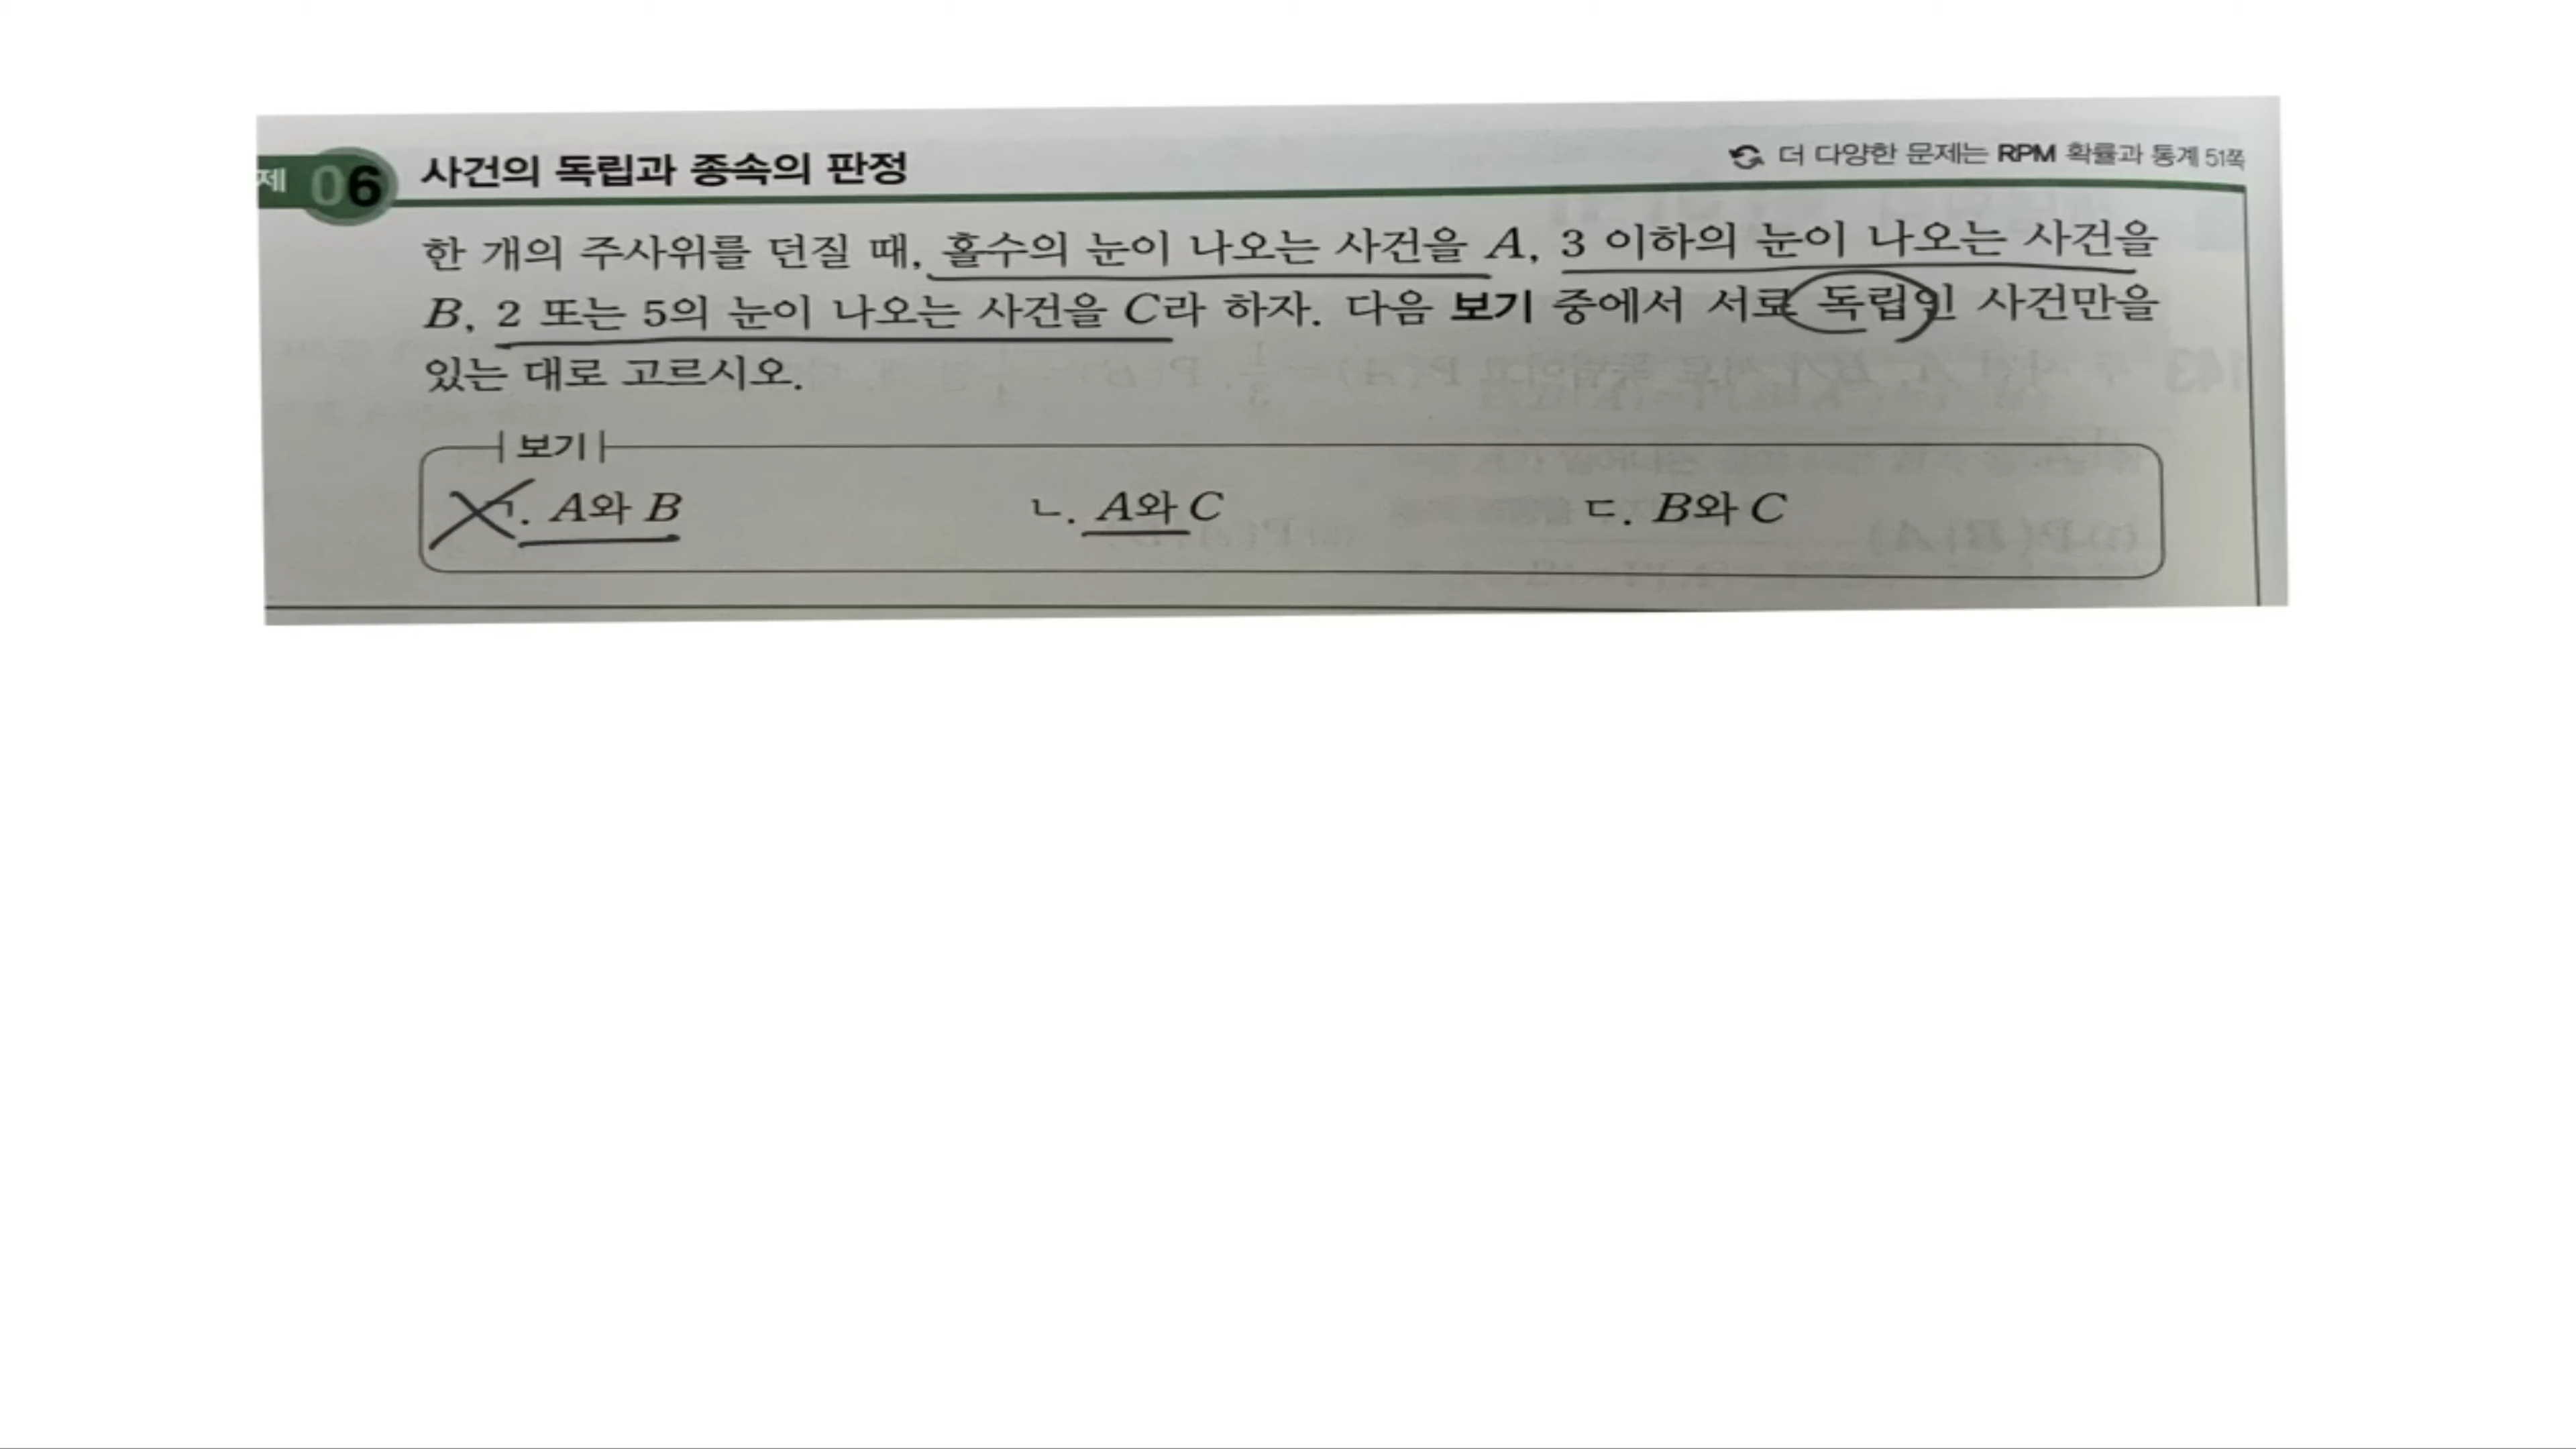 제 06 사건의 독립과 종속의 판정 더 다양한 문제는 RPM 확률과 통계 51쪽
한 개의 주사위를 던질 때, 홀수의 눈이 나오는 사건을 A, 3 이하의 눈이 나오는 사건을
B, 2 또는 5의 눈이 나오는 사건을 C라 하자. 다음 보기 중에서 서로 독립인 사건만을
있는 대로 고르시오.
보기
ㄱ. A와 B ㄴ. A와 C ㄷ. B와 C